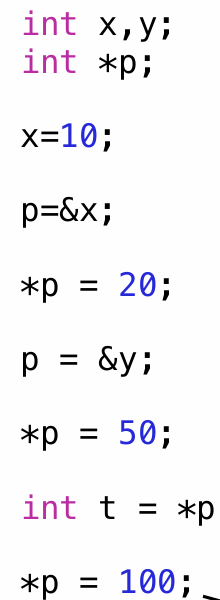 int x,y;
int *p;
x=10;
p=&x;
*p = 20;
p = &y;
*p = 50;
int t = *p
*p = 100;